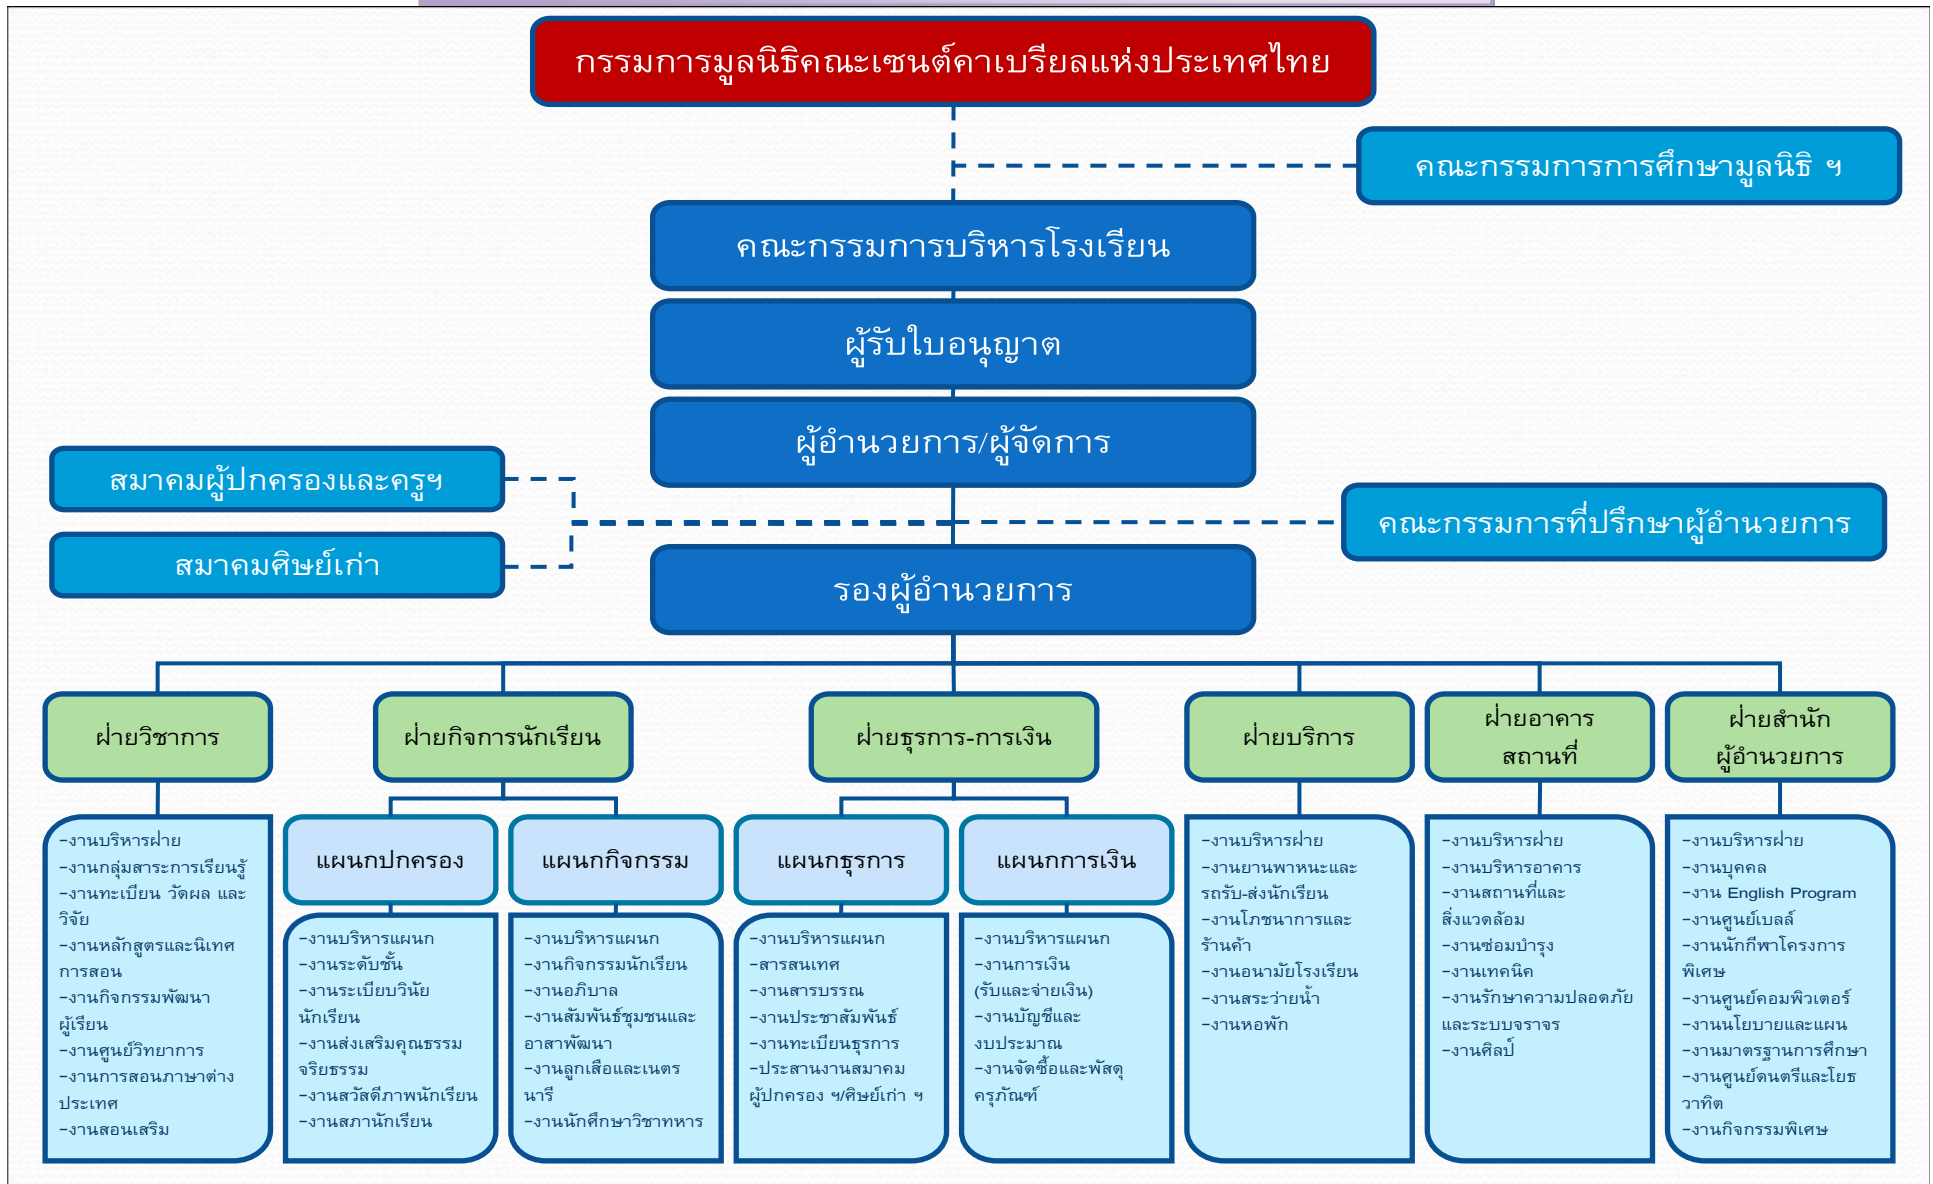 กรรมการมูลนิธิคณะเซนต์คาเบรียลแห่งประเทศไทย
คณะกรรมการการศึกษามูลนิธิ ฯ
คณะกรรมการบริหารโรงเรียน
ผู้รับใบอนุญาต
ผู้อำนวยการ/ผู้จัดการ
สมาคมผู้ปกครองและครูฯ
สมาคมศิษย์เก่า
คณะกรรมการที่ปรึกษาผู้อำนวยการ
รองผู้อำนวยการ
ฝ่ายวิชาการ
-งานบริหารฝ่าย
-งานกลุ่มสาระการเรียนรู้
-งานทะเบียน วัดผล และ
วิจัย
-งานหลักสูตรและนิเทศ
การสอน
-งานกิจกรรมพัฒนา
ผู้เรียน
-งานศูนย์วิทยาการ
-งานการสอนภาษาต่าง
ประเทศ
-งานสอนเสริม
ฝ่ายกิจการนักเรียน
แผนกปกครอง
-งานบริหารแผนก
-งานระดับชั้น
-งานระเบียบวินัย
นักเรียน
-งานส่งเสริมคุณธรรม
จริยธรรม
-งานสวัสดีภาพนักเรียน
-งานสภานักเรียน
แผนกกิจกรรม
-งานบริหารแผนก
-งานกิจกรรมนักเรียน
-งานอภิบาล
-งานสัมพันธ์ชุมชนและ
อาสาพัฒนา
-งานลูกเสือและเนตร
นารี
-งานนักศึกษาวิชาทหาร
ฝ่ายธุรการ-การเงิน
แผนกธุรการ
-งานบริหารแผนก
-สารสนเทศ
-งานสารบรรณ
-งานประชาสัมพันธ์
-งานทะเบียนธุรการ
-ประสานงานสมาคม
ผู้ปกครอง ฯ/ศิษย์เก่า ฯ
แผนกการเงิน
-งานบริหารแผนก
-งานการเงิน
(รับและจ่ายเงิน)
-งานบัญชีและ
งบประมาณ
-งานจัดซื้อและพัสดุ
ครุภัณฑ์
ฝ่ายบริการ
-งานบริหารฝ่าย
-งานยานพาหนะและ
รถรับ-ส่งนักเรียน
-งานโภชนาการและ
ร้านค้า
-งานอนามัยโรงเรียน
-งานสระว่ายน้ำ
-งานหอพัก
ฝ่ายอาคาร
สถานที่
-งานบริหารฝ่าย
-งานบริหารอาคาร
-งานสถานที่และ
สิ่งแวดล้อม
-งานซ่อมบำรุง
-งานเทคนิค
-งานรักษาความปลอดภัย
และระบบจราจร
-งานศิลป์
ฝ่ายสำนัก
ผู้อำนวยการ
-งานบริหารฝ่าย
-งานบุคคล
-งาน English Program
-งานศูนย์เบลล์
-งานนักกีฬาโครงการ
พิเศษ
-งานศูนย์คอมพิวเตอร์
-งานนโยบายและแผน
-งานมาตรฐานการศึกษา
-งานศูนย์ดนตรีและโยธ
วาทิต
-งานกิจกรรมพิเศษ